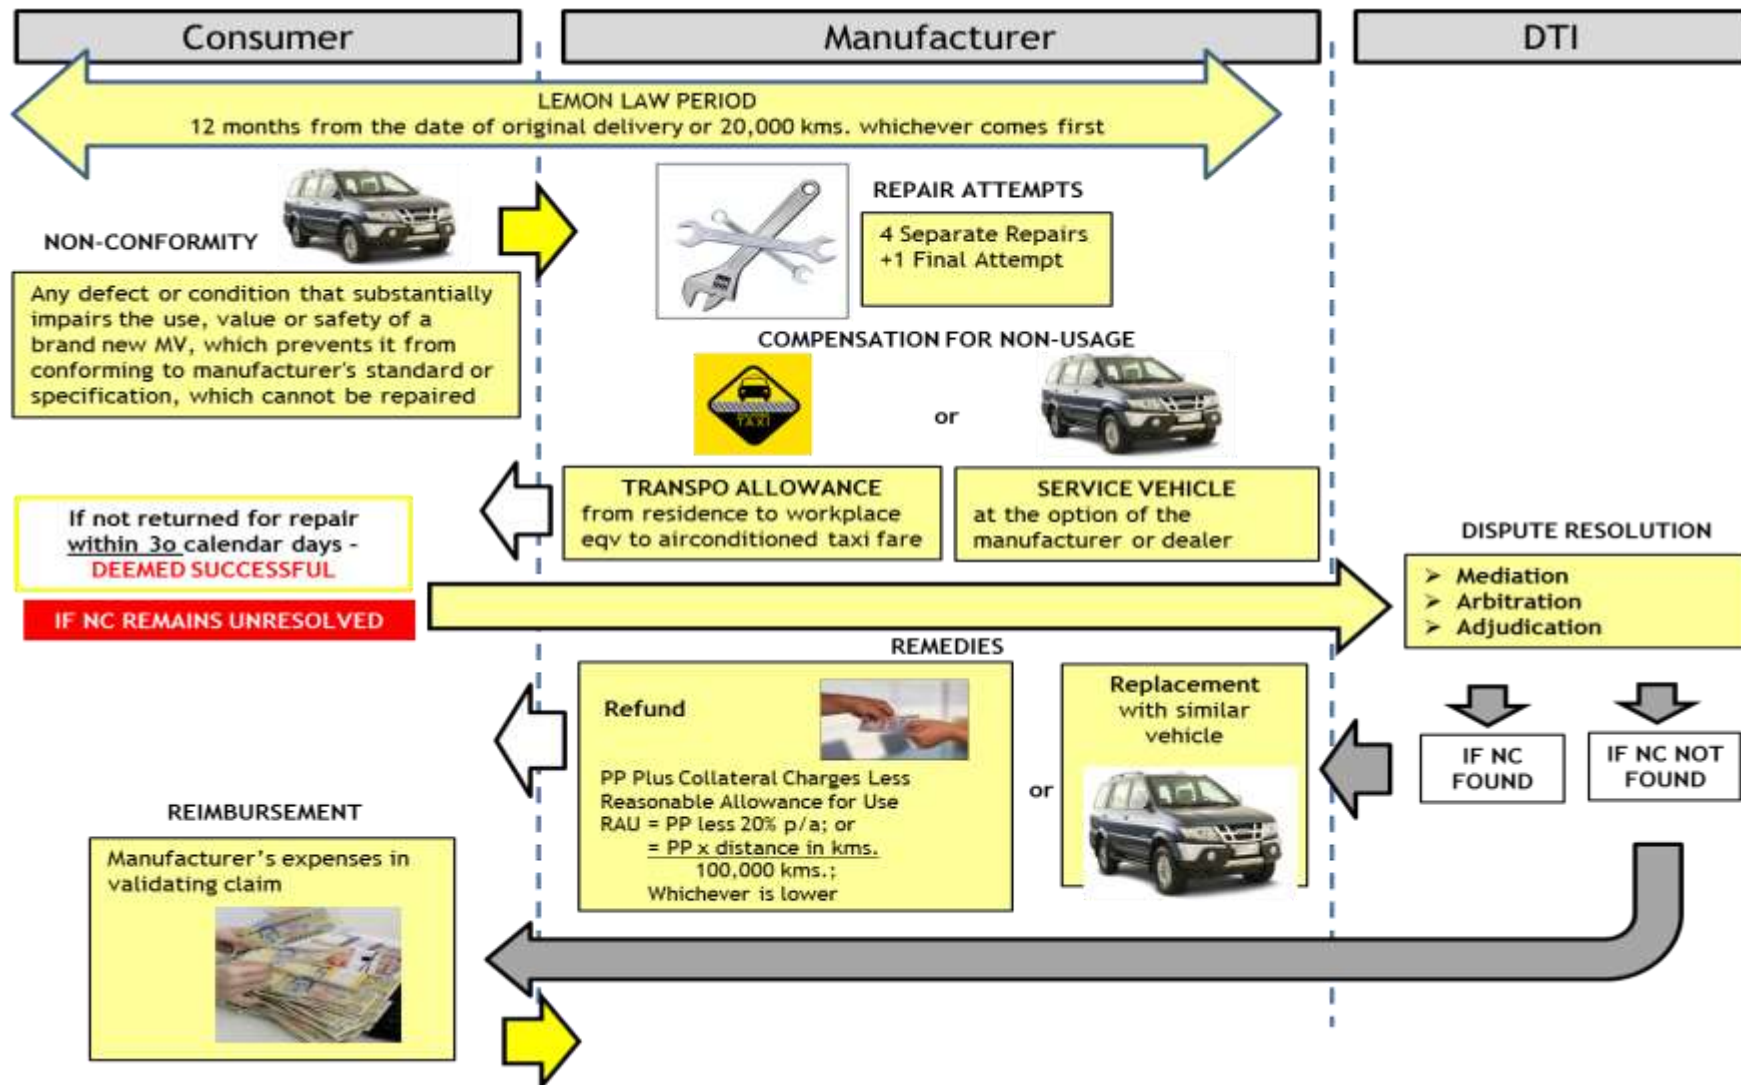 Consumer
Manufacturer
DTI
LEMON LAW PERIOD
12 months from the date of original delivery or 20,000 kms. whichever comes first
NON-CONFORMITY
Any defect or condition that substantially
impairs the use, value or safety of a
brand new MV, which prevents it from
conforming to manufacturer's standard or
specification, which cannot be repaired
REPAIR ATTEMPTS
4 Separate Repairs
+1 Final Attempt
COMPENSATION FOR NON-USAGE
TAXI
or
TRANSPO ALLOWANCE
from residence to workplace
eqv to airconditioned taxi fare
SERVICE VEHICLE
at the option of the
manufacturer or dealer
If not returned for repair
within 3o calendar days -
DEEMED SUCCESSFUL
IF NC REMAINS UNRESOLVED
DISPUTE RESOLUTION
➢ Mediation
➢ Arbitration
➢ Adjudication
IF NC
FOUND
IF NC NOT
FOUND
REMEDIES
Refund
PP Plus Collateral Charges Less
Reasonable Allowance for Use
RAU = PP less 20% p/a; or
= PP x distance in kms.
100,000 kms.;
Whichever is lower
or
Replacement
with similar
vehicle
REIMBURSEMENT
Manufacturer’s expenses in
validating claim